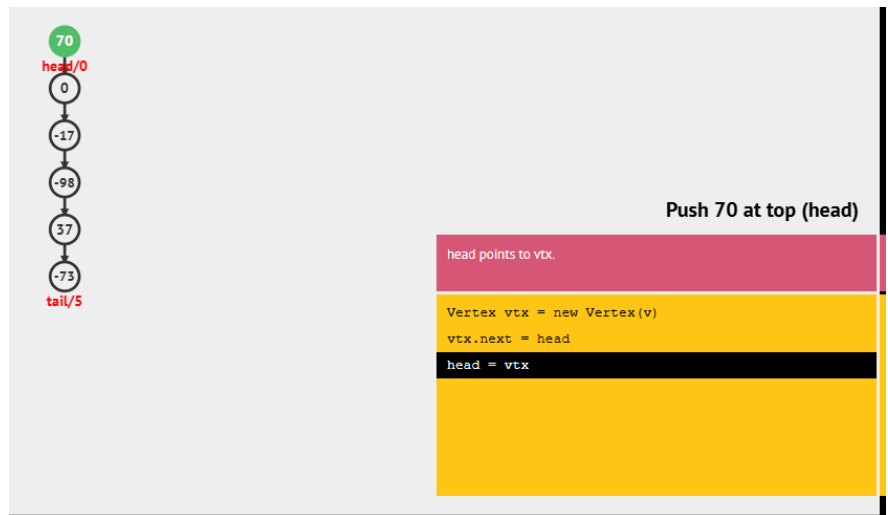 70
head/0
0
-17
-98
37
-73
tail/5
Push 70 at top (head)
head points to vtx.
Vertex vtx = new Vertex(v)
vtx.next = head
head = vtx